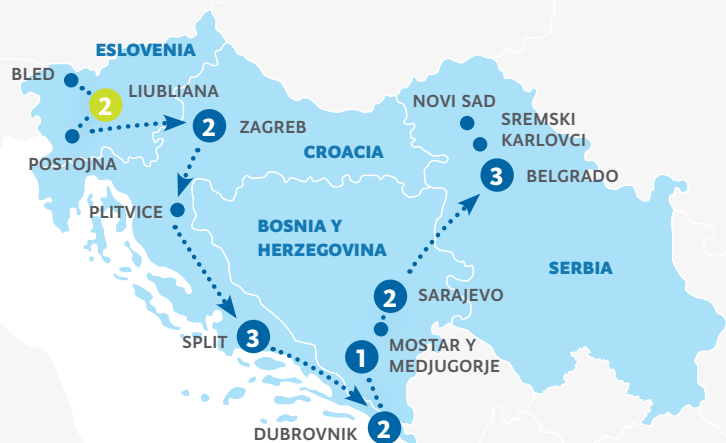 ESLOVENIA
BLED
2
LIUBLIANA
POSTOJNA
2
ZAGREB
CROACIA
PLITVICE
NOVI SAD
SREMSKI
KARLOVCI
3
BELGRADO
BOSNIA Y
HERZEGOVINA
SERBIA
2
SARAJEVO
SPLIT
3
1
MOSTAR Y
MEDJUGORJE
DUBROVNIK
2